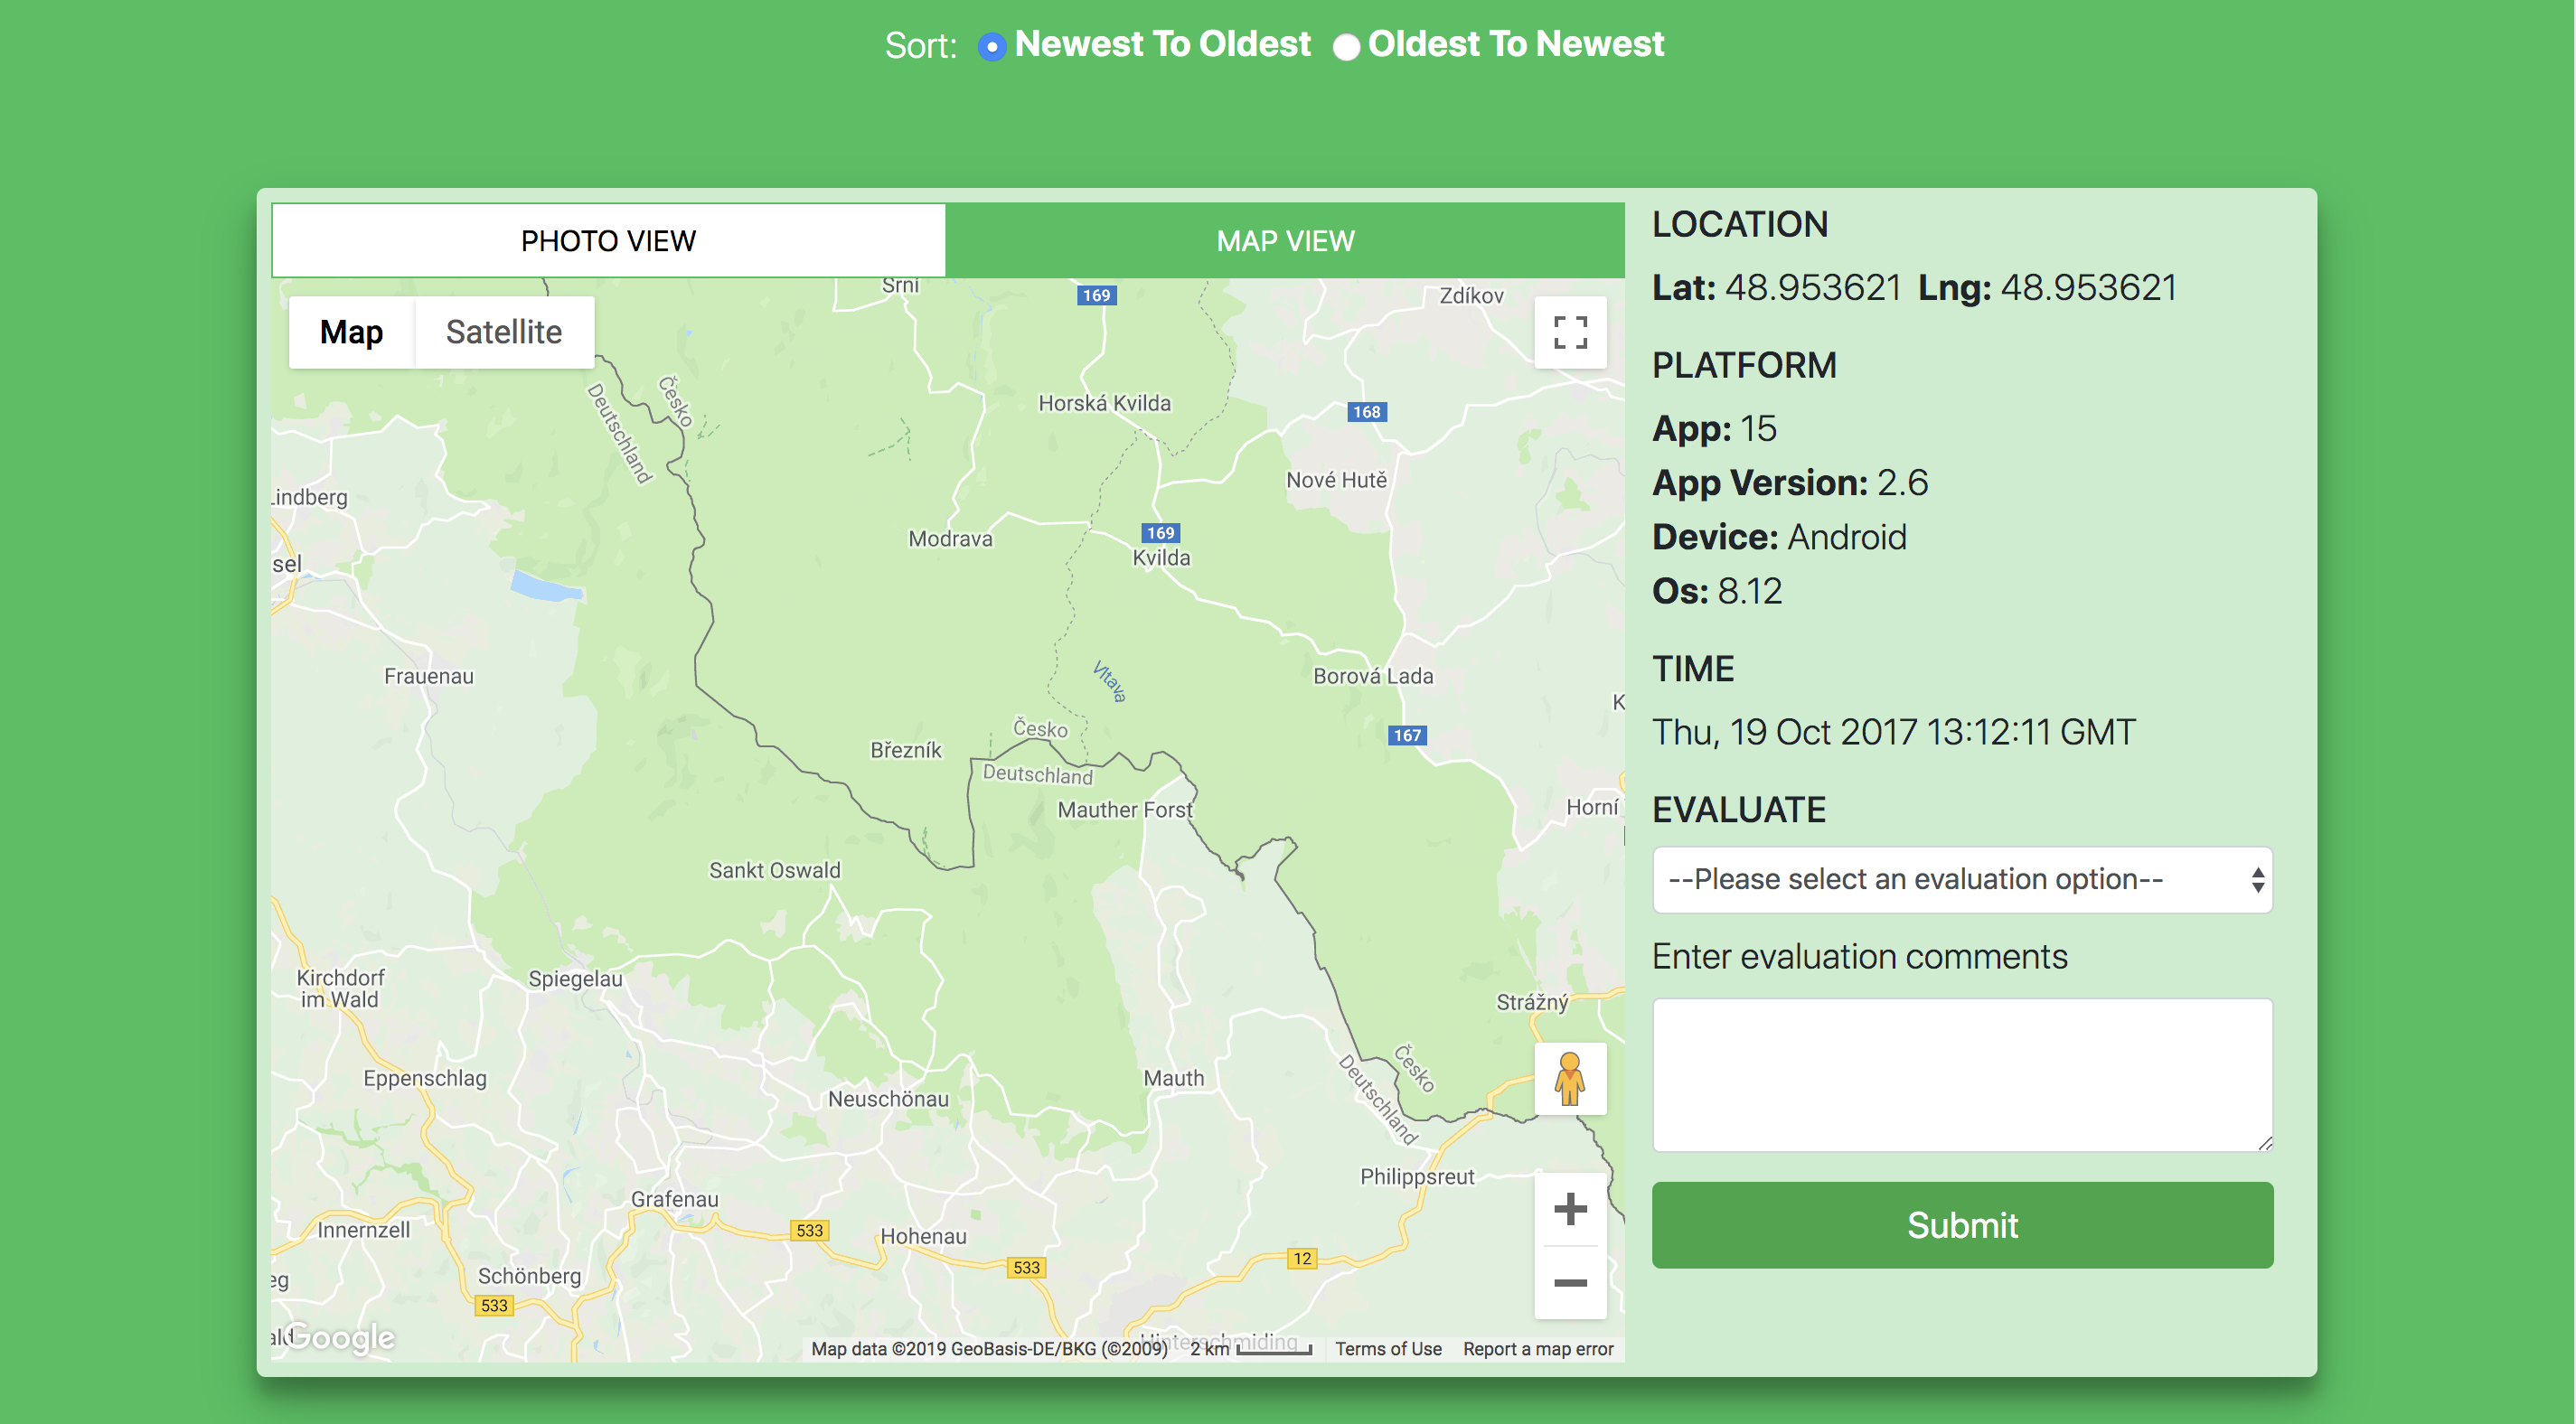 Sort: Newest To Oldest Oldest To Newest
PHOTO VIEW MAP VIEW
Map Satellite
Srní
169
Zdíkov
Česko
Deutschland
Horská Kvilda
168
Lindberg
Nové Hutě
Modrava
169
Kvilda
sel
Frauenau
Vltava
Borová Lada
K
Česko
Březník
167
Deutschland
Mauther Forst
Horní
Sankt Oswald
Kirchdorf
im Wald
Spiegelau
Strážný
Eppenschlag
Mauth
Česko
Deutschland
Neuschönau
Philippsreut
Grafenau
Innernzell
533
Hohenau
12
533
Schönberg
eg
533
ald
Google
Hinterschmiding
Map data ©2019 GeoBasis-DE/BKG (©2009) 2 km Terms of Use Report a map error
LOCATION
Lat: 48.953621 Lng: 48.953621
PLATFORM
App: 15
App Version: 2.6
Device: Android
Os: 8.12
TIME
Thu, 19 Oct 2017 13:12:11 GMT
EVALUATE
--Please select an evaluation option--
Enter evaluation comments
Submit